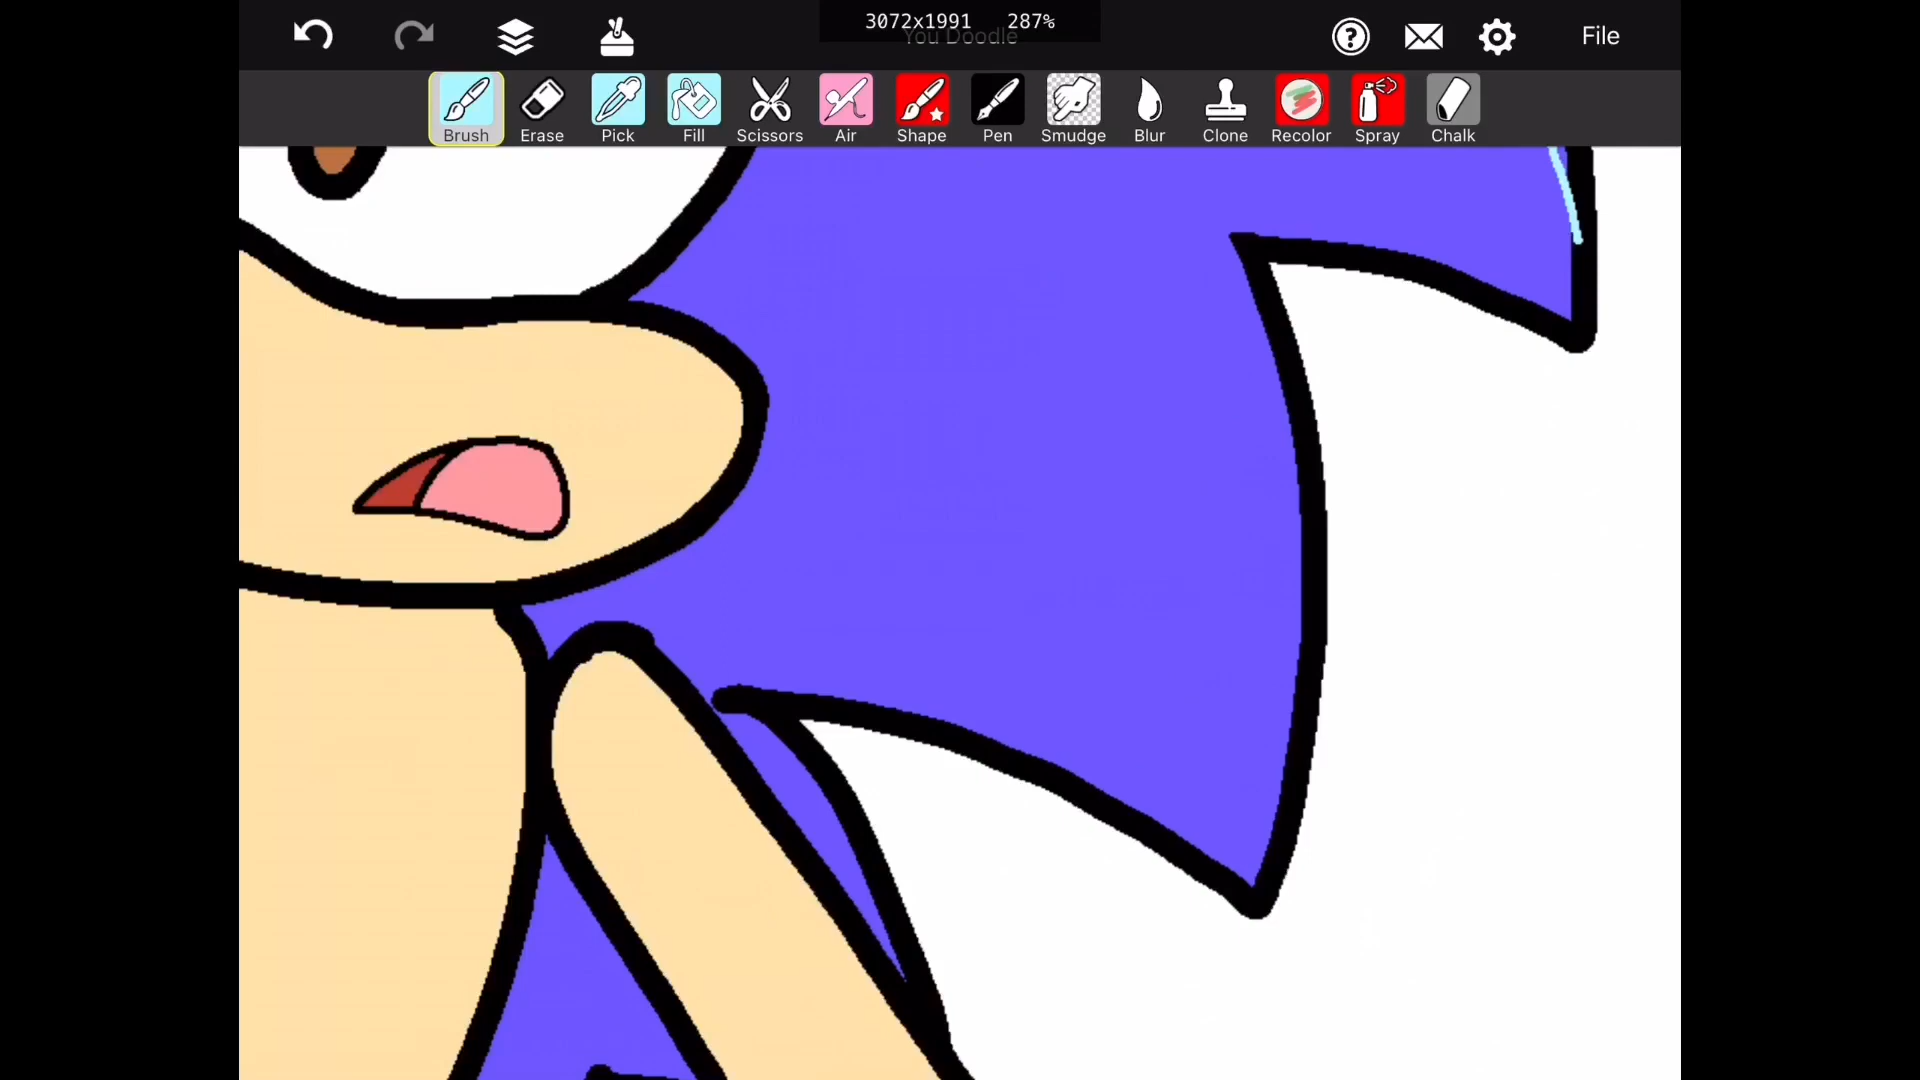 3072x1991 287%
You Doodle
File
Brush Erase Pick Fill Scissors Air Shape Pen Smudge Blur Clone Recolor Spray Chalk